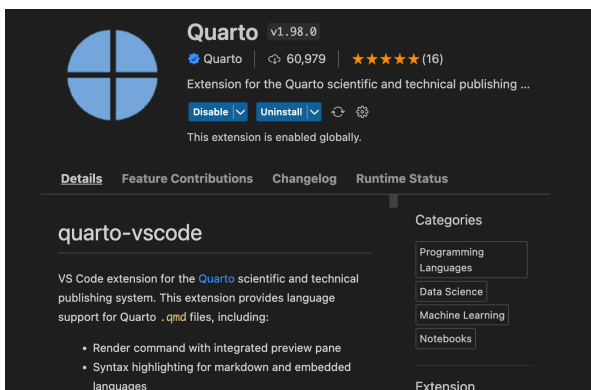 Quarto v1.98.0
Quarto 60,979 (16)
Extension for the Quarto scientific and technical publishing ...
Disable Uninstall
This extension is enabled globally.
Details Feature Contributions Changelog Runtime Status
quarto-vscode
VS Code extension for the Quarto scientific and technical
publishing system. This extension provides language
support for Quarto .qmd files, including:
• Render command with integrated preview pane
• Syntax highlighting for markdown and embedded
languages
Categories
Programming
Languages
Data Science
Machine Learning
Notebooks
Extension